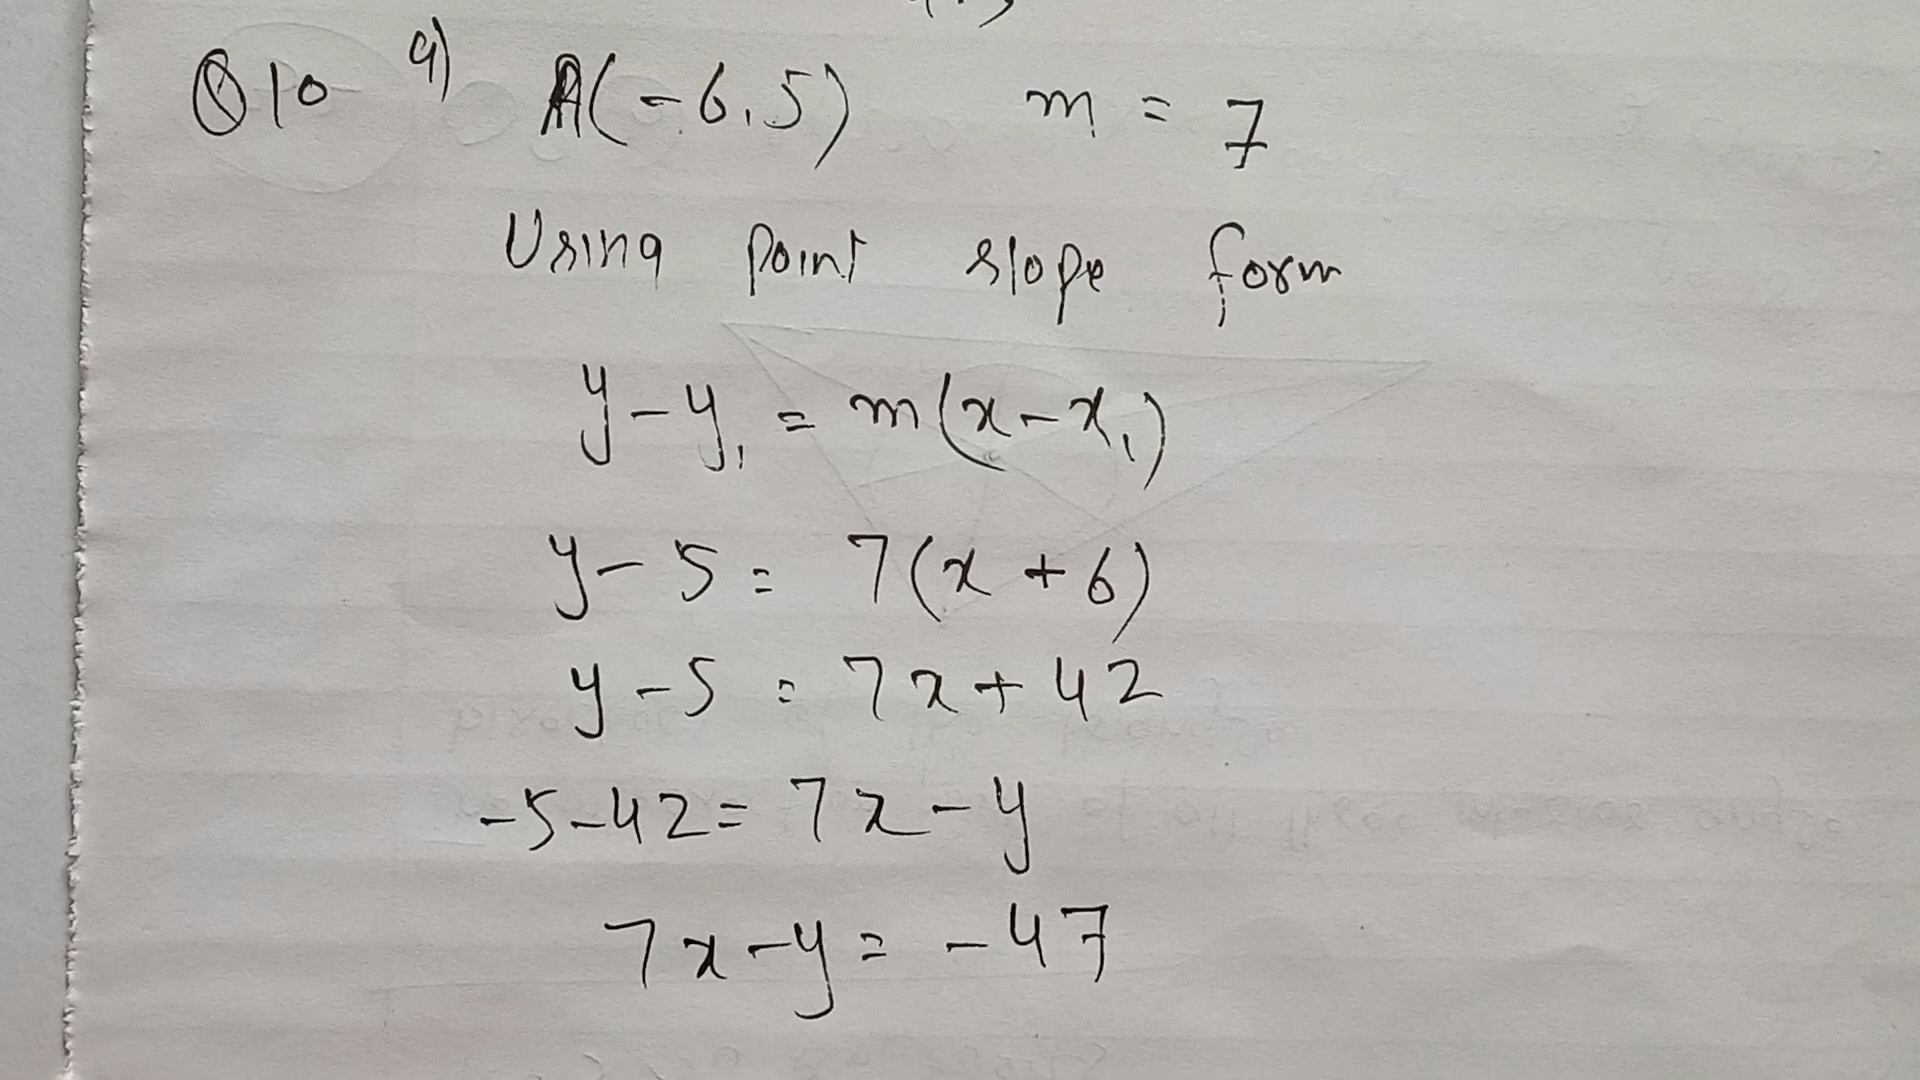 Q10 a) A(-6,5) m = 7
Using point slope form
y-y₁ = m(x-x₁)
y-5 = 7(x+6)
y-5 = 7x+42
-5-42 = 7x-y
7x-y = -47